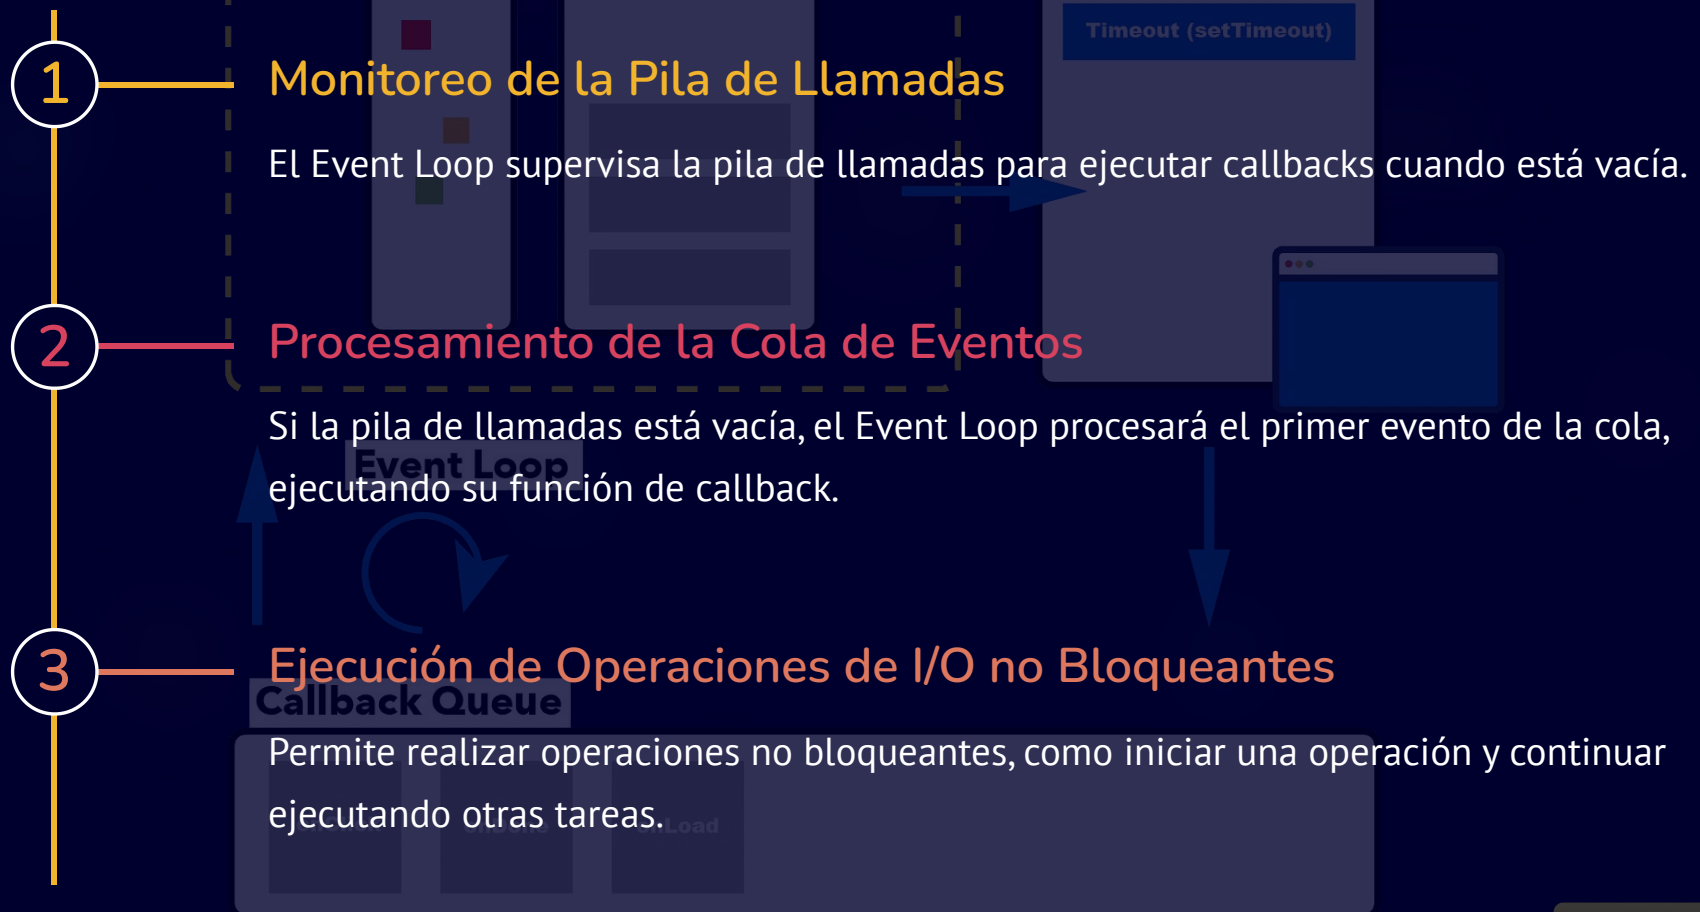 Timeout (setTimeout)
1
Monitoreo de la Pila de Llamadas
El Event Loop supervisa la pila de llamadas para ejecutar callbacks cuando está vacía.
2
Procesamiento de la Cola de Eventos
Si la pila de llamadas está vacía, el Event Loop procesará el primer evento de la cola,
Event Loop
ejecutando su función de callback.
3
Ejecución de Operaciones de I/O no Bloqueantes
Callback Queue
Permite realizar operaciones no bloqueantes, como iniciar una operación y continuar
ejecutando otras tareas.